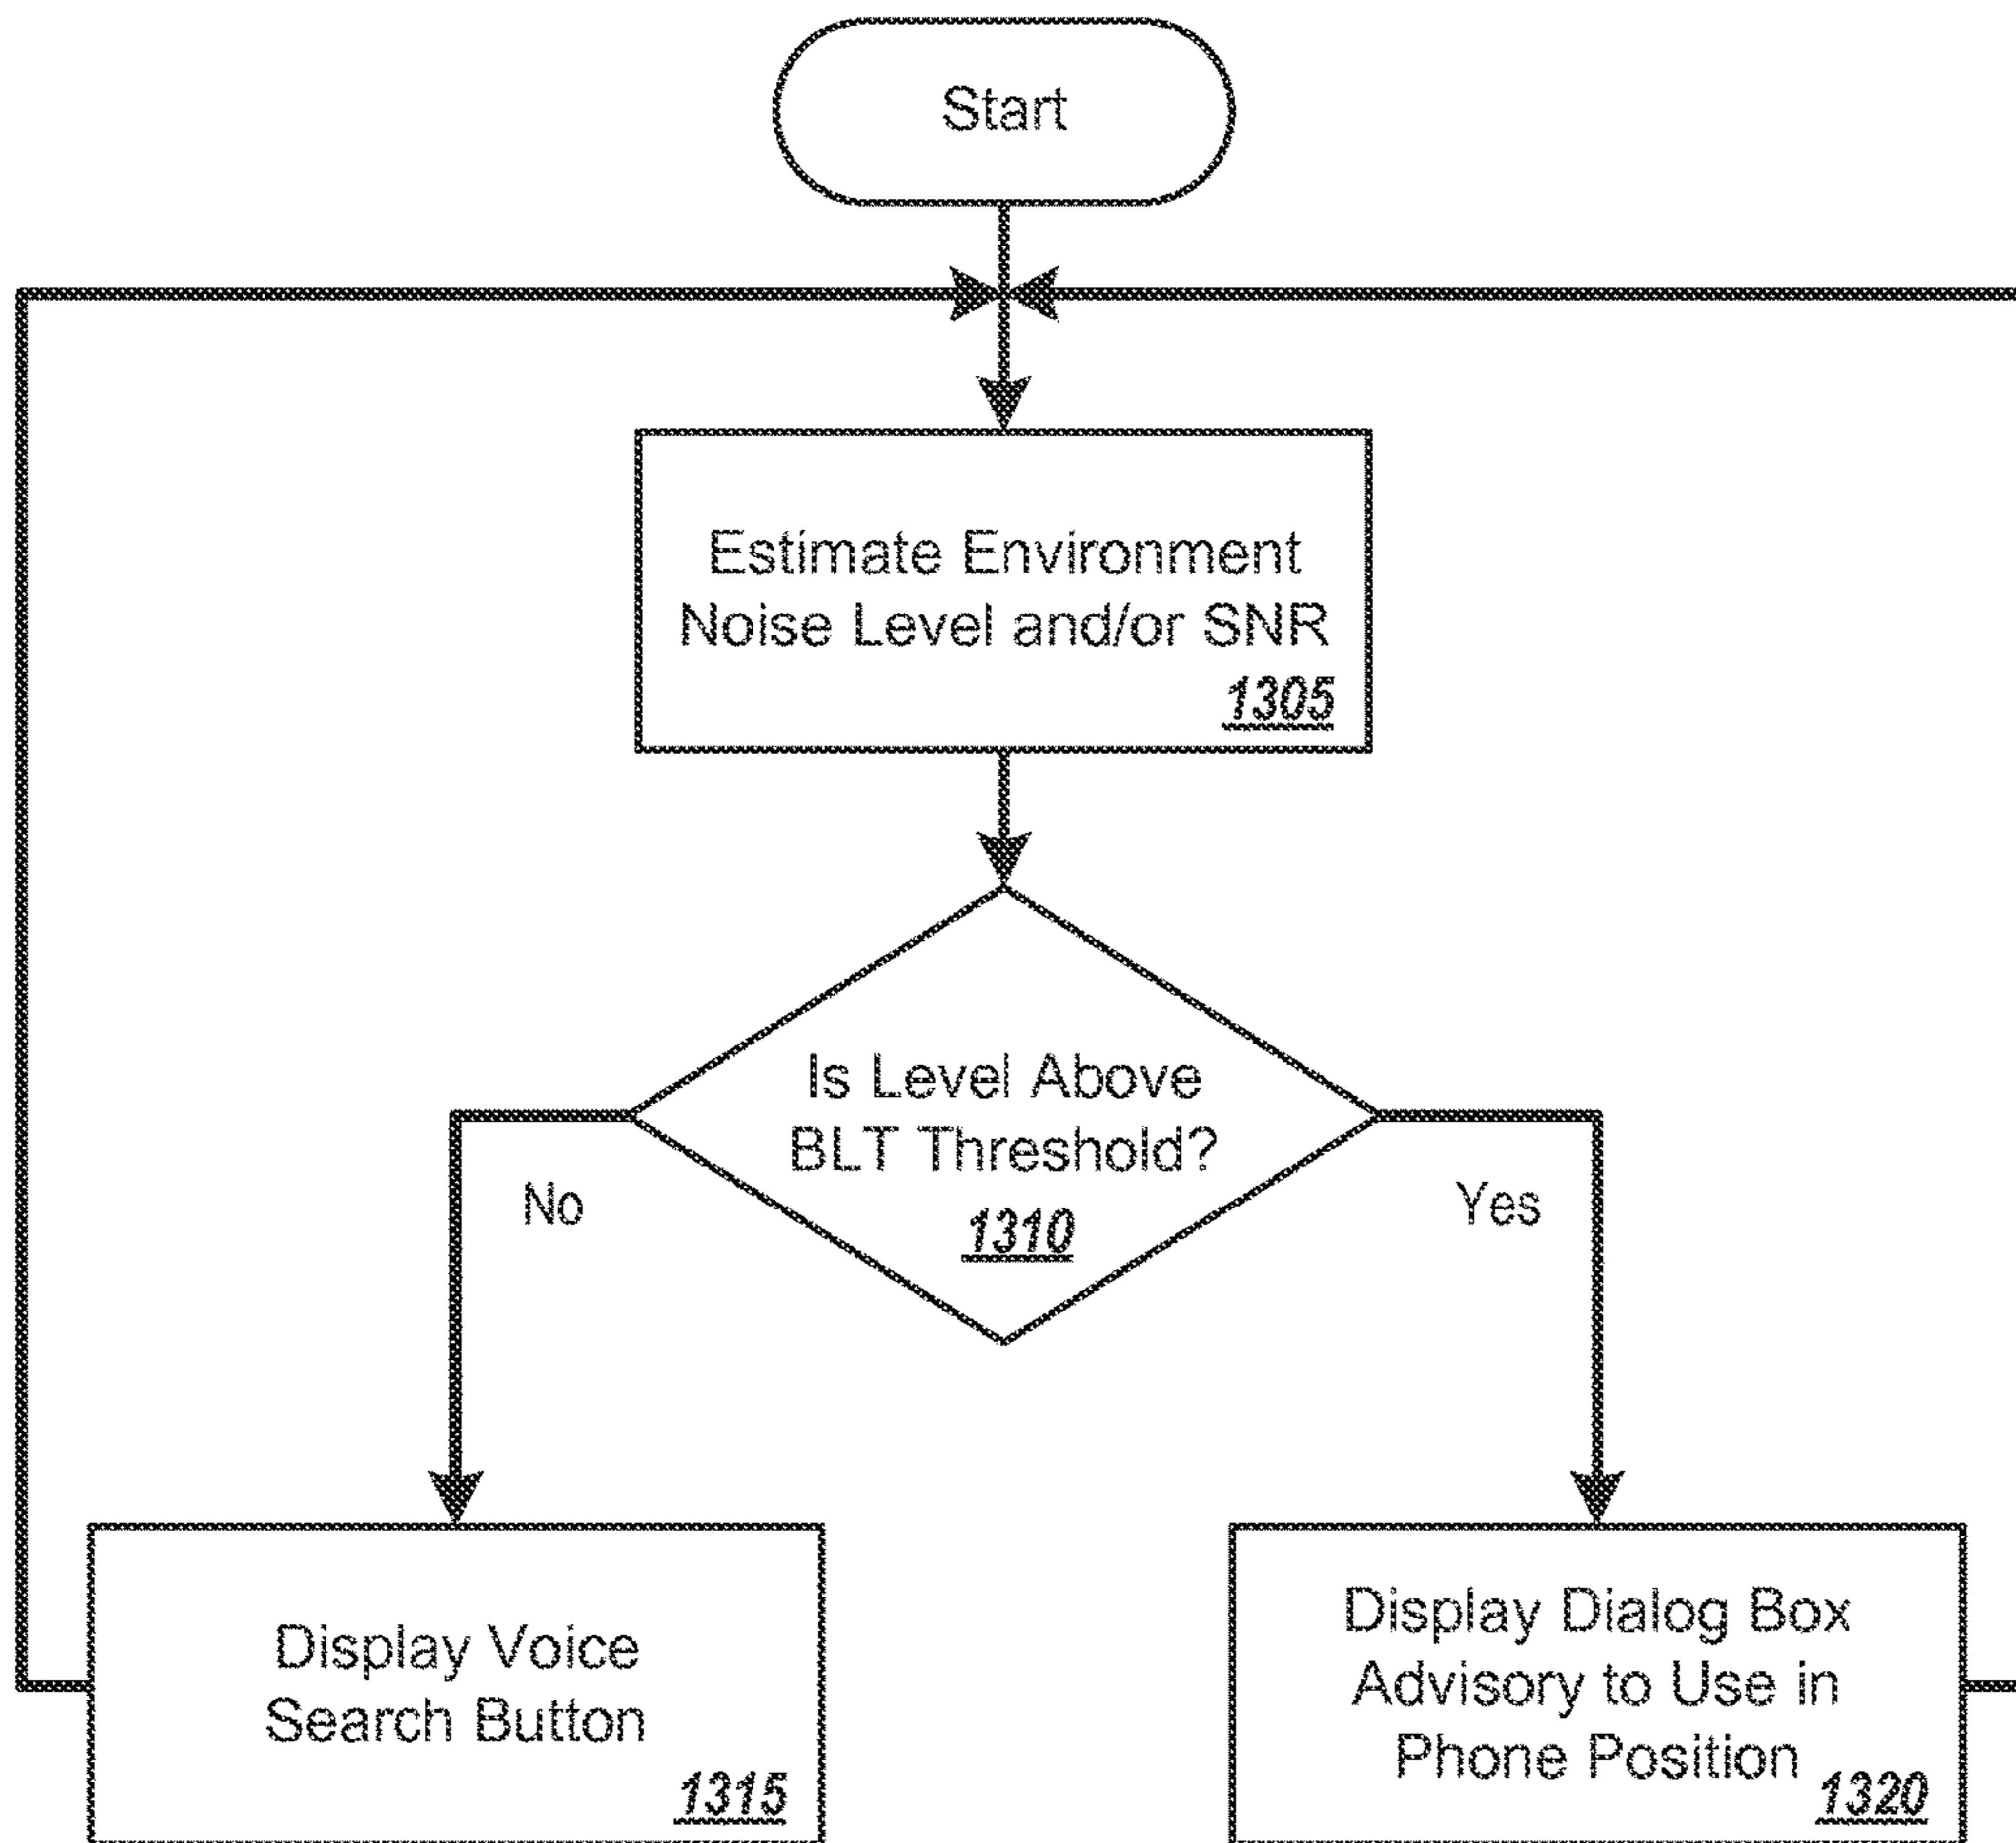 Start
Estimate Environment
Noise Level and/or SNR
1305
Is Level Above
BLT Threshold?
1310
No
Yes
Display Voice
Search Button
1315
Display Dialog Box
Advisory to Use in
Phone Position
1320